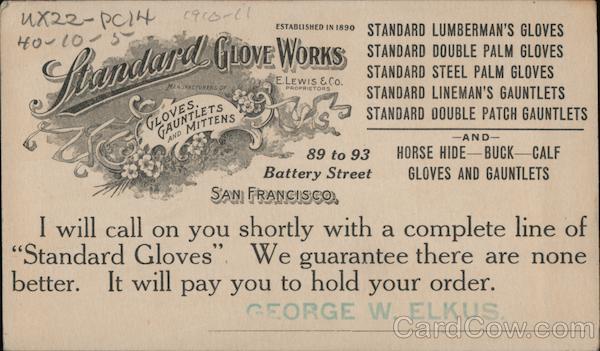 UX22-PC14
1910-11
40-10-5
ESTABLISHED IN 1890
Standard GLOVE WORKS
MANUFACTURERS OF
E. LEWIS & CO.
PROPRIETORS
GLOVES,
GAUNTLETS
AND MITTENS
89 to 93
Battery Street
SAN FRANCISCO.
STANDARD LUMBERMAN'S GLOVES
STANDARD DOUBLE PALM GLOVES
STANDARD STEEL PALM GLOVES
STANDARD LINEMAN'S GAUNTLETS
STANDARD DOUBLE PATCH GAUNTLETS
—AND—
HORSE HIDE—BUCK—CALF
GLOVES AND GAUNTLETS
I will call on you shortly with a complete line of
“Standard Gloves” We guarantee there are none
better. It will pay you to hold your order.
GEORGE W. ELKUS.
CardCow.com